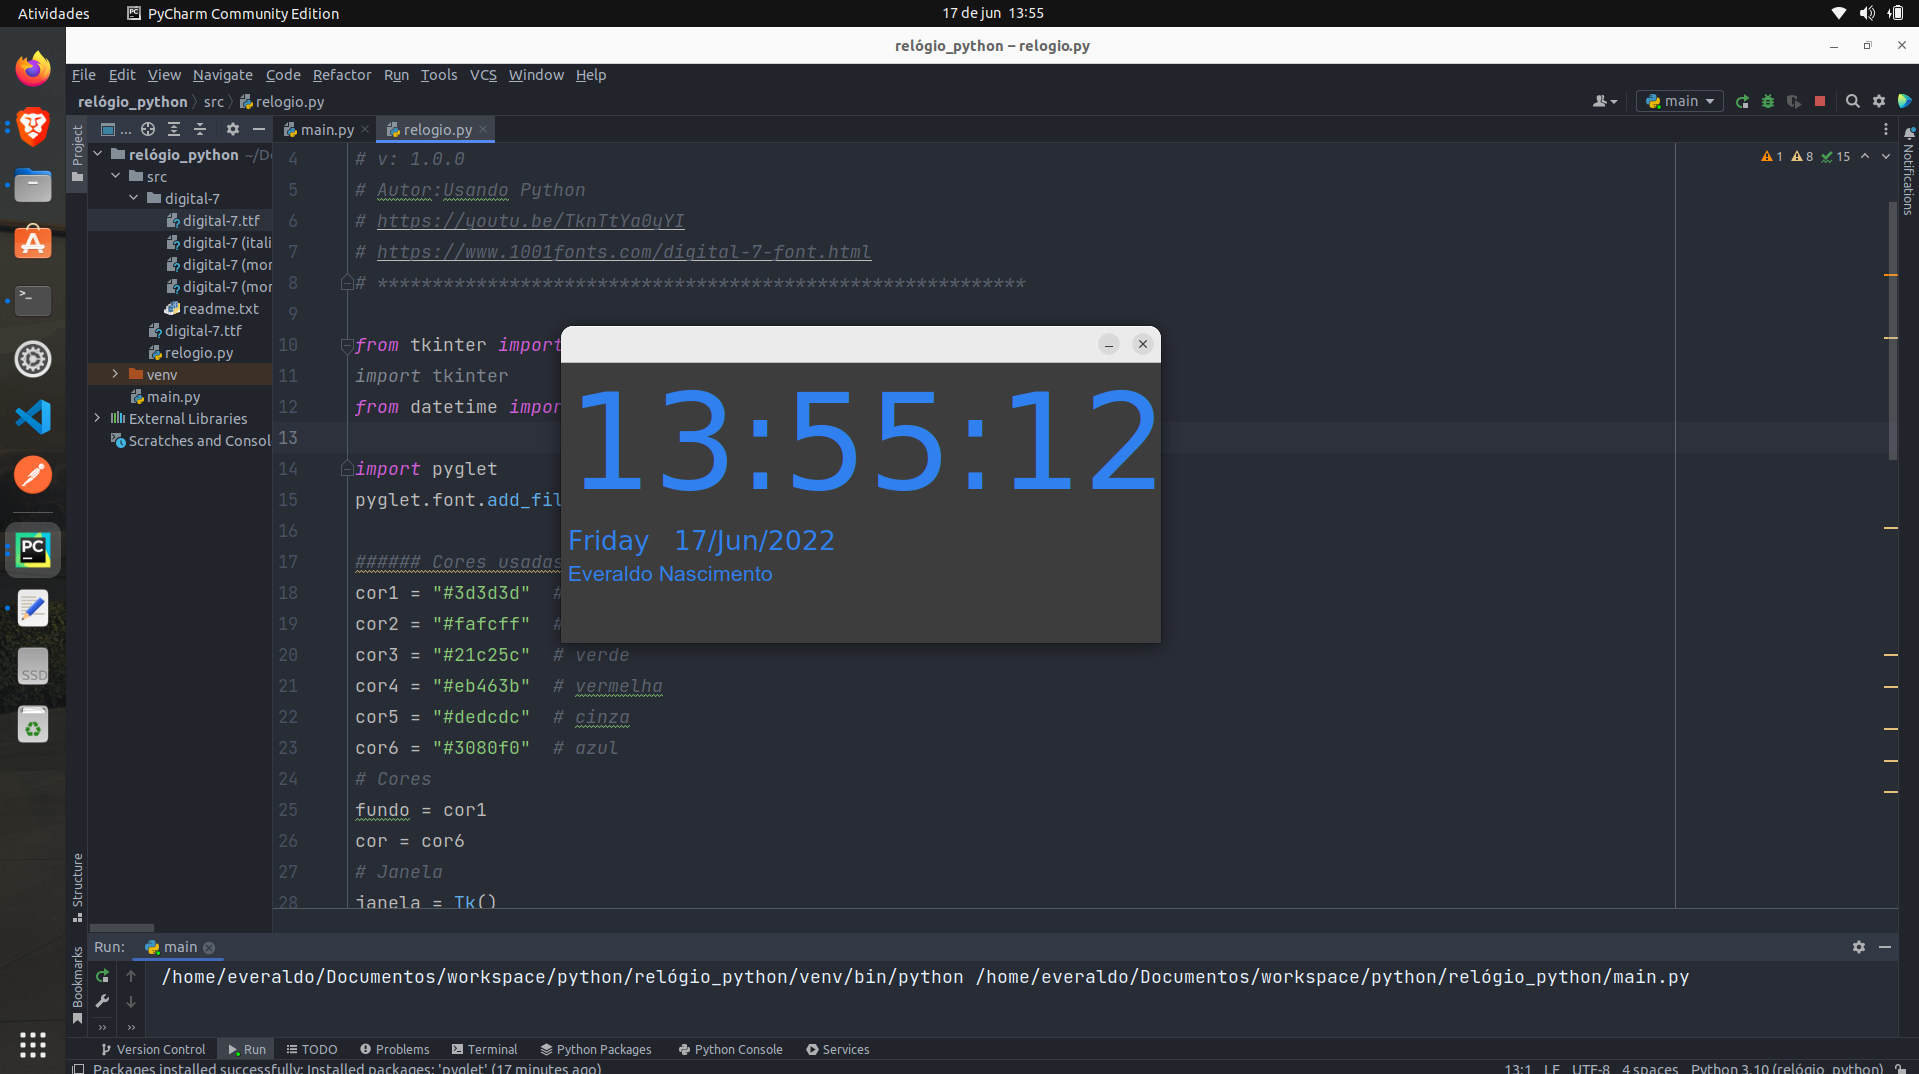 Atividades
PyCharm Community Edition
17 de jun 13:55
relógio_python – relogio.py
File Edit View Navigate Code Refactor Run Tools VCS Window Help
relógio_python src relogio.py
main
Project
...
main.py
relogio.py
Notifications
relógio_python ~/D
src
digital-7
digital-7.ttf
digital-7 (itali
digital-7 (mor
digital-7 (mor
readme.txt
digital-7.ttf
relogio.py
venv
main.py
External Libraries
Scratches and Consol
1 8 15
4 # v: 1.0.0
5 # Autor:Usando Python
6 # https://youtu.be/TknTtYa0yYI
7 # https://www.1001fonts.com/digital-7-font.html
8 # ***********************************************************
9
10 from tkinter import
11 import tkinter
12 from datetime impor
13
14 import pyglet
15 pyglet.font.add_fil
16
17 ###### Cores usadas
18 cor1 = "#3d3d3d" #
19 cor2 = "#fafcff" #
20 cor3 = "#21c25c" # verde
21 cor4 = "#eb463b" # vermelha
22 cor5 = "#dedcdc" # cinza
23 cor6 = "#3080f0" # azul
24 # Cores
25 fundo = cor1
26 cor = cor6
27 # Janela
28 janela = Tk()
13:55:12
Friday 17/Jun/2022
Everaldo Nascimento
PC
SSD
Structure
Bookmarks
Run: main
/home/everaldo/Documentos/workspace/python/relógio_python/venv/bin/python /home/everaldo/Documentos/workspace/python/relógio_python/main.py
Version Control Run TODO Problems Terminal Python Packages Python Console Services
Packages installed successfully: Installed packages: 'pyglet' (17 minutes ago)
13:1 LF UTF-8 4 spaces Python 3.10 (relógio_python)